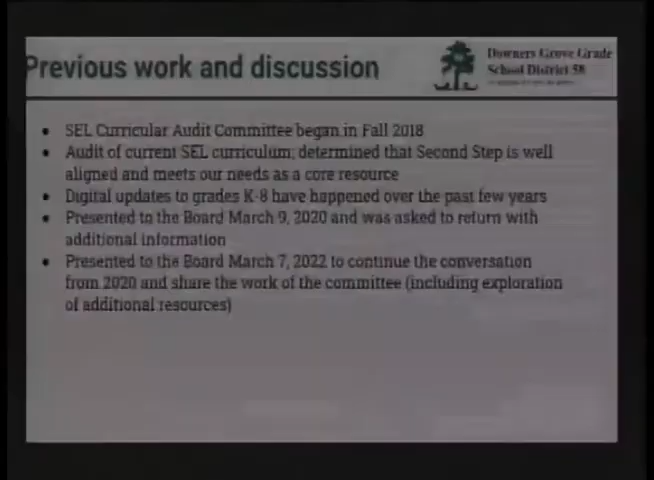 Previous work and discussion
Downers Grove Grade
School District 58
• SEL Curricular Audit Committee began in Fall 2018
• Audit of current SEL curriculum; determined that Second Step is well
aligned and meets our needs as a core resource
• Digital updates to grades K-8 have happened over the past few years
• Presented to the Board March 9, 2020 and was asked to return with
additional information
• Presented to the Board March 7, 2022 to continue the conversation
from 2020 and share the work of the committee (including exploration
of additional resources)